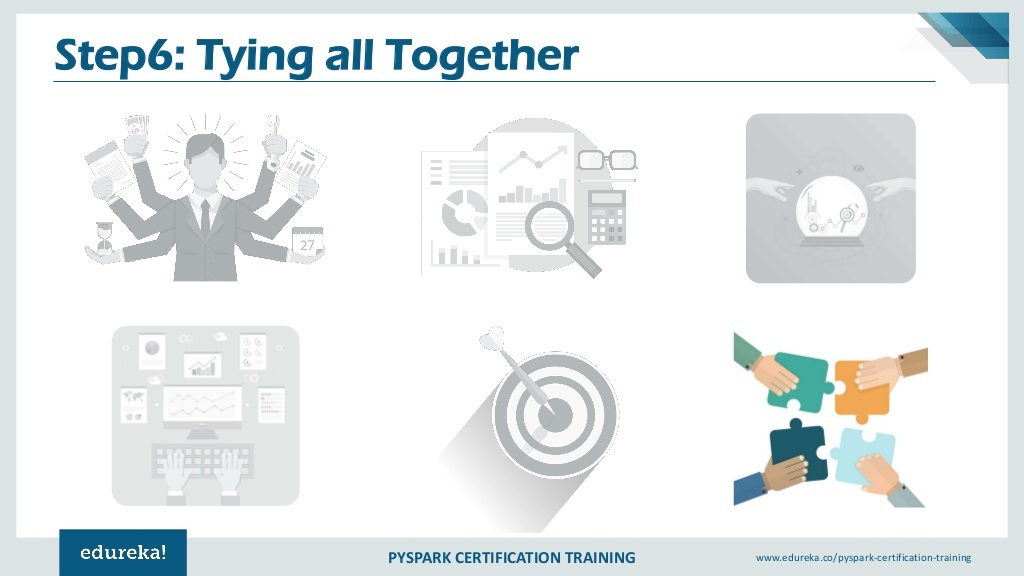 Step6: Tying all Together
27
edureka!
PYSPARK CERTIFICATION TRAINING
www.edureka.co/pyspark-certification-training